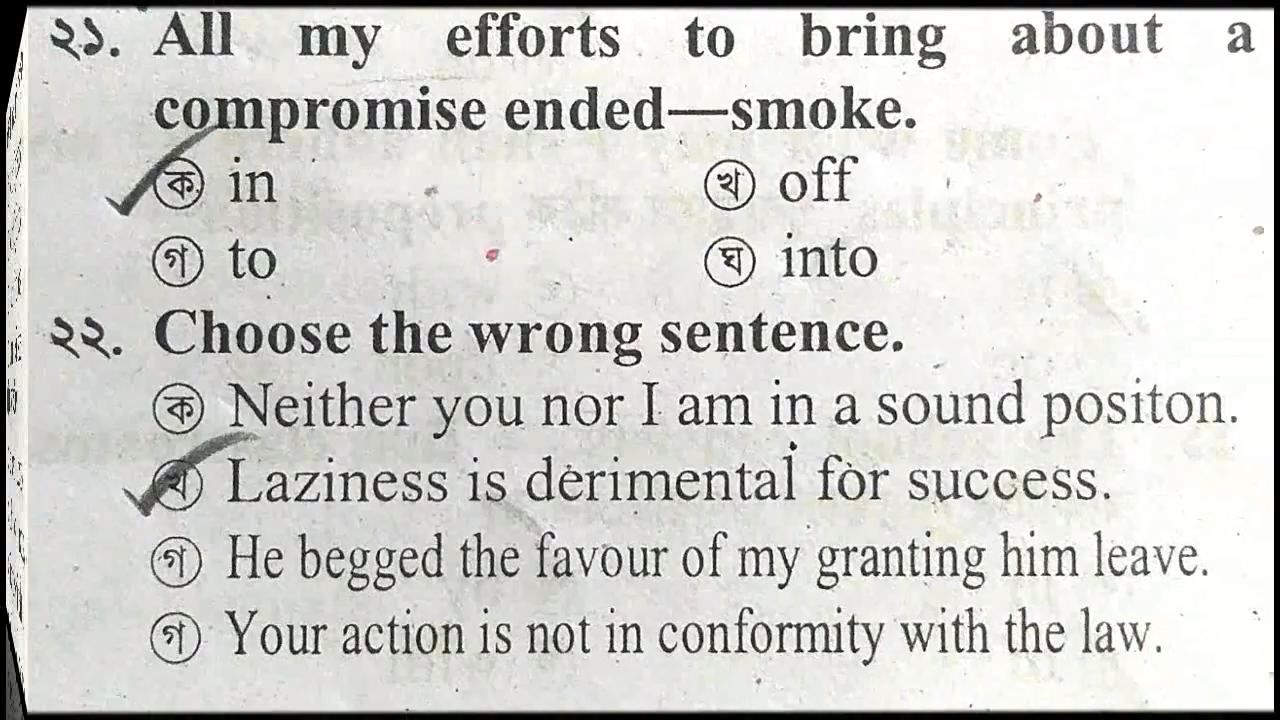 ২১. All my efforts to bring about a
compromise ended—smoke.
ক in খ off
গ to ঘ into
২২. Choose the wrong sentence.
ক Neither you nor I am in a sound positon.
খ Laziness is derimental for success.
গ He begged the favour of my granting him leave.
গ Your action is not in conformity with the law.